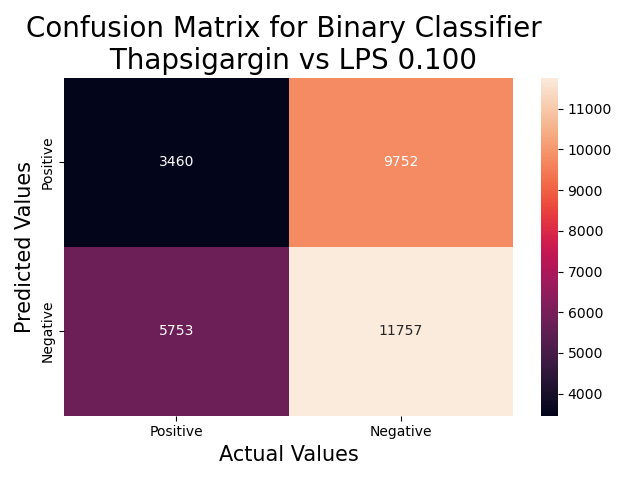 Confusion Matrix for Binary Classifier
Thapsigargin vs LPS 0.100
Predicted Values
Positive
Negative
3460
9752
5753
11757
Positive
Negative
Actual Values
11000
10000
9000
8000
7000
6000
5000
4000